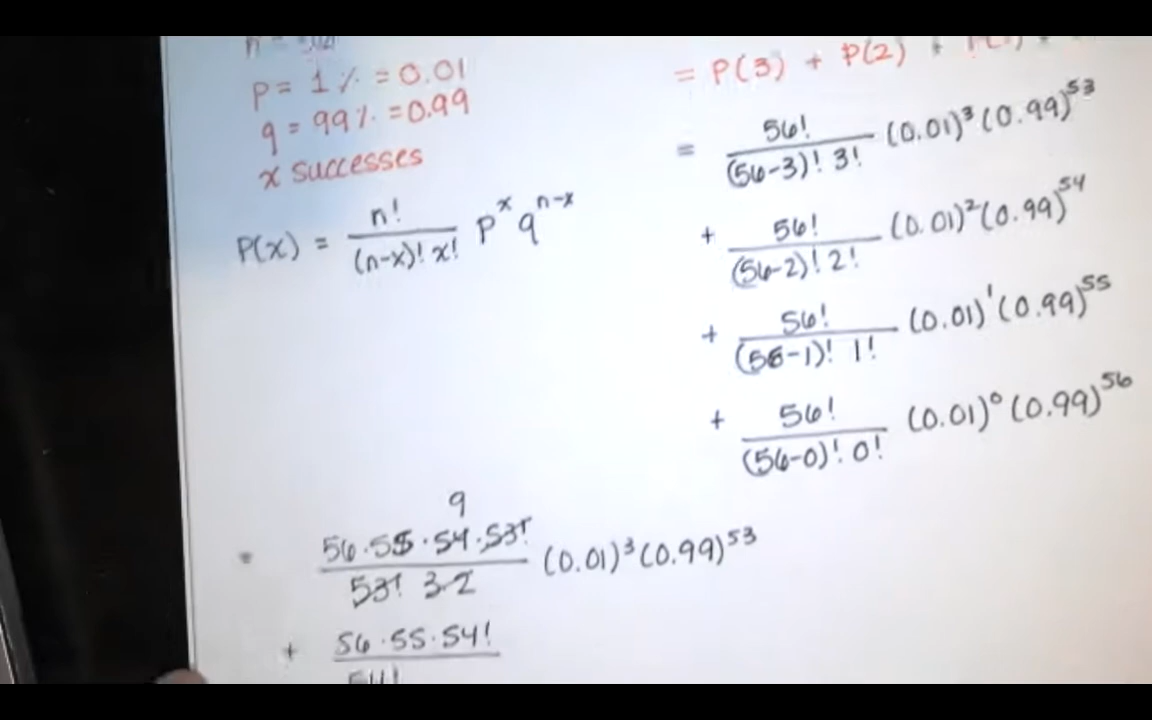 p = 1 % = 0.01
q = 99% = 0.99
x successes
P(x) = n! / (n-x)! x! p^x q^(n-x)
= P(3) + P(2) +
= 56! / (56-3)! 3! (0.01)^3 (0.99)^53
+ 56! / (56-2)! 2! (0.01)^2 (0.99)^54
+ 56! / (56-1)! 1! (0.01)^1 (0.99)^55
+ 56! / (56-0)! 0! (0.01)^0 (0.99)^56
9
= 56·55·54·53! / 53! 3·2 (0.01)^3 (0.99)^53
+ 56·55·54! / 54!